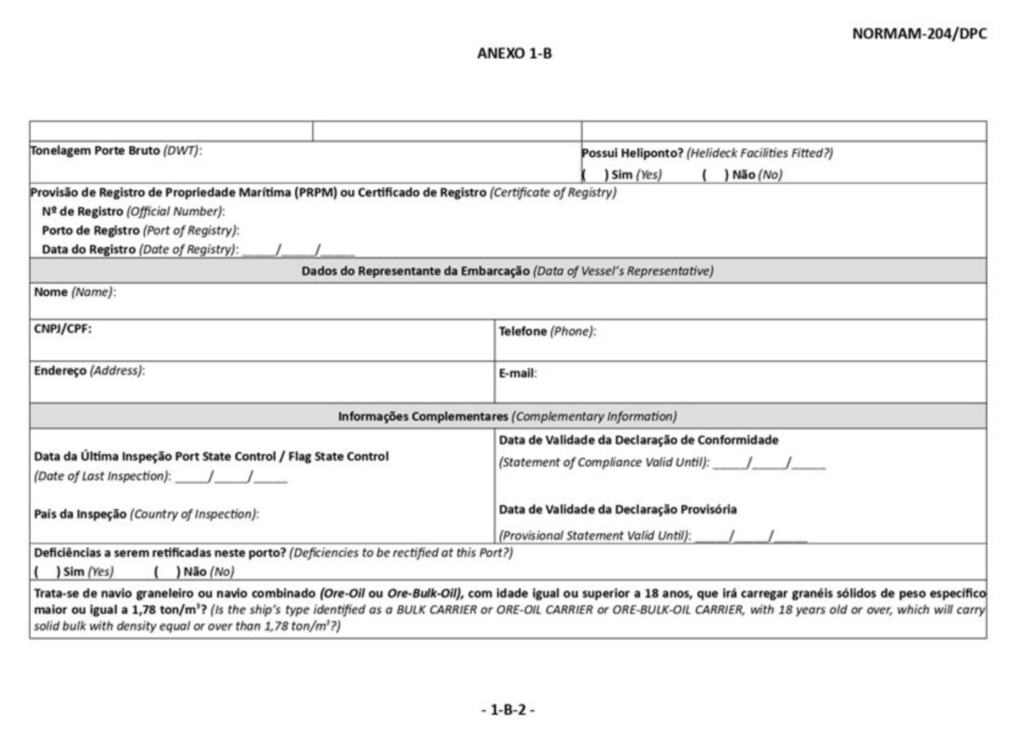 NORMAM-204/DPC
ANEXO 1-B
Tonelagem Porte Bruto (DWT):
Possui Heliponto? (Helideck Facilities Fitted?)
( ) Sim (Yes) ( ) Não (No)
Provisão de Registro de Propriedade Marítima (PRPM) ou Certificado de Registro (Certificate of Registry)
Nº de Registro (Official Number):
Porto de Registro (Port of Registry):
Data do Registro (Date of Registry): _____/_____/_____
Dados do Representante da Embarcação (Data of Vessel's Representative)
Nome (Name):
CNPJ/CPF:
Telefone (Phone):
Endereço (Address):
E-mail:
Informações Complementares (Complementary Information)
Data da Última Inspeção Port State Control / Flag State Control
(Date of Last Inspection): _____/_____/_____
País da Inspeção (Country of Inspection):
Data de Validade da Declaração de Conformidade
(Statement of Compliance Valid Until): _____/_____/_____
Data de Validade da Declaração Provisória
(Provisional Statement Valid Until): _____/_____/_____
Deficiências a serem retificadas neste porto? (Deficiencies to be rectified at this Port?)
( ) Sim (Yes) ( ) Não (No)
Trata-se de navio graneleiro ou navio combinado (Ore-Oil ou Ore-Bulk-Oil), com idade igual ou superior a 18 anos, que irá carregar granéis sólidos de peso específico
maior ou igual a 1,78 ton/m³? (Is the ship's type identified as a BULK CARRIER or ORE-OIL CARRIER or ORE-BULK-OIL CARRIER, with 18 years old or over, which will carry
solid bulk with density equal or over than 1,78 ton/m³?)
- 1-B-2 -